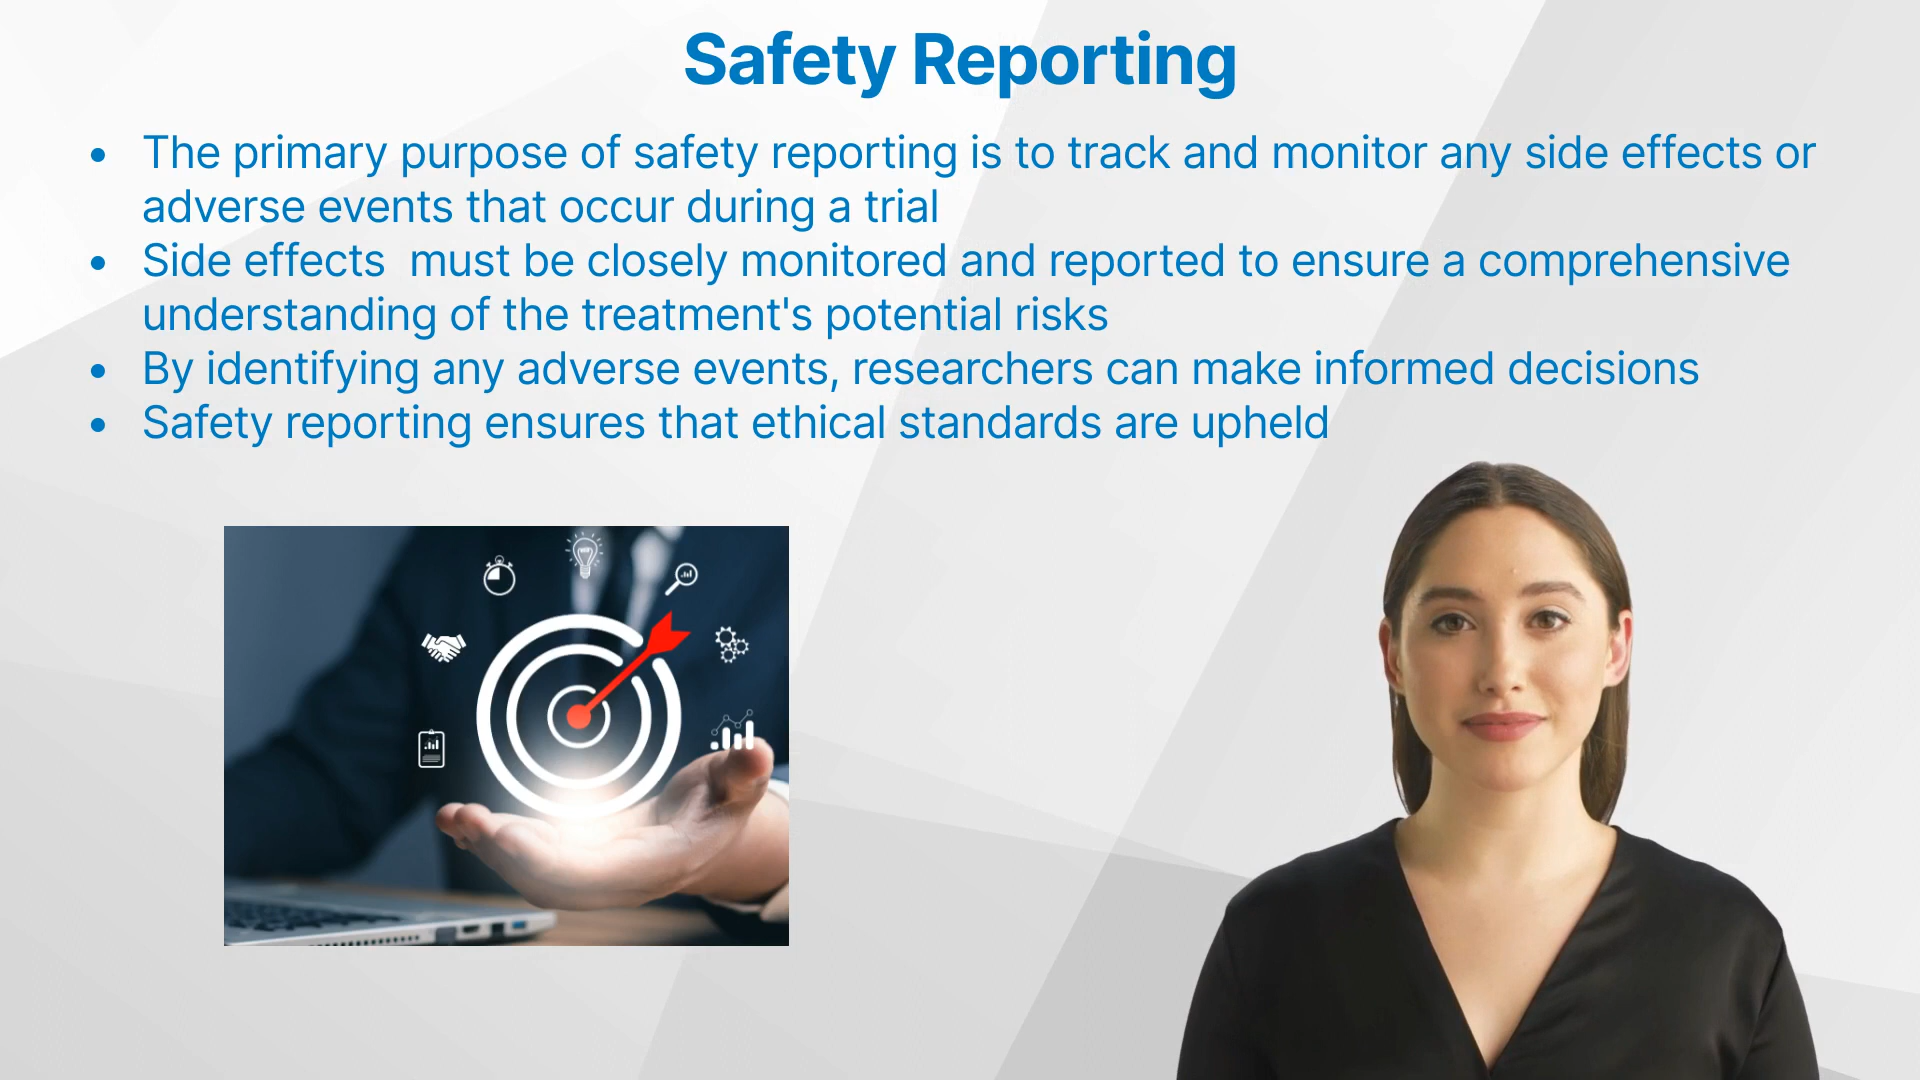 Safety Reporting
• The primary purpose of safety reporting is to track and monitor any side effects or
adverse events that occur during a trial
• Side effects  must be closely monitored and reported to ensure a comprehensive
understanding of the treatment's potential risks
• By identifying any adverse events, researchers can make informed decisions
• Safety reporting ensures that ethical standards are upheld